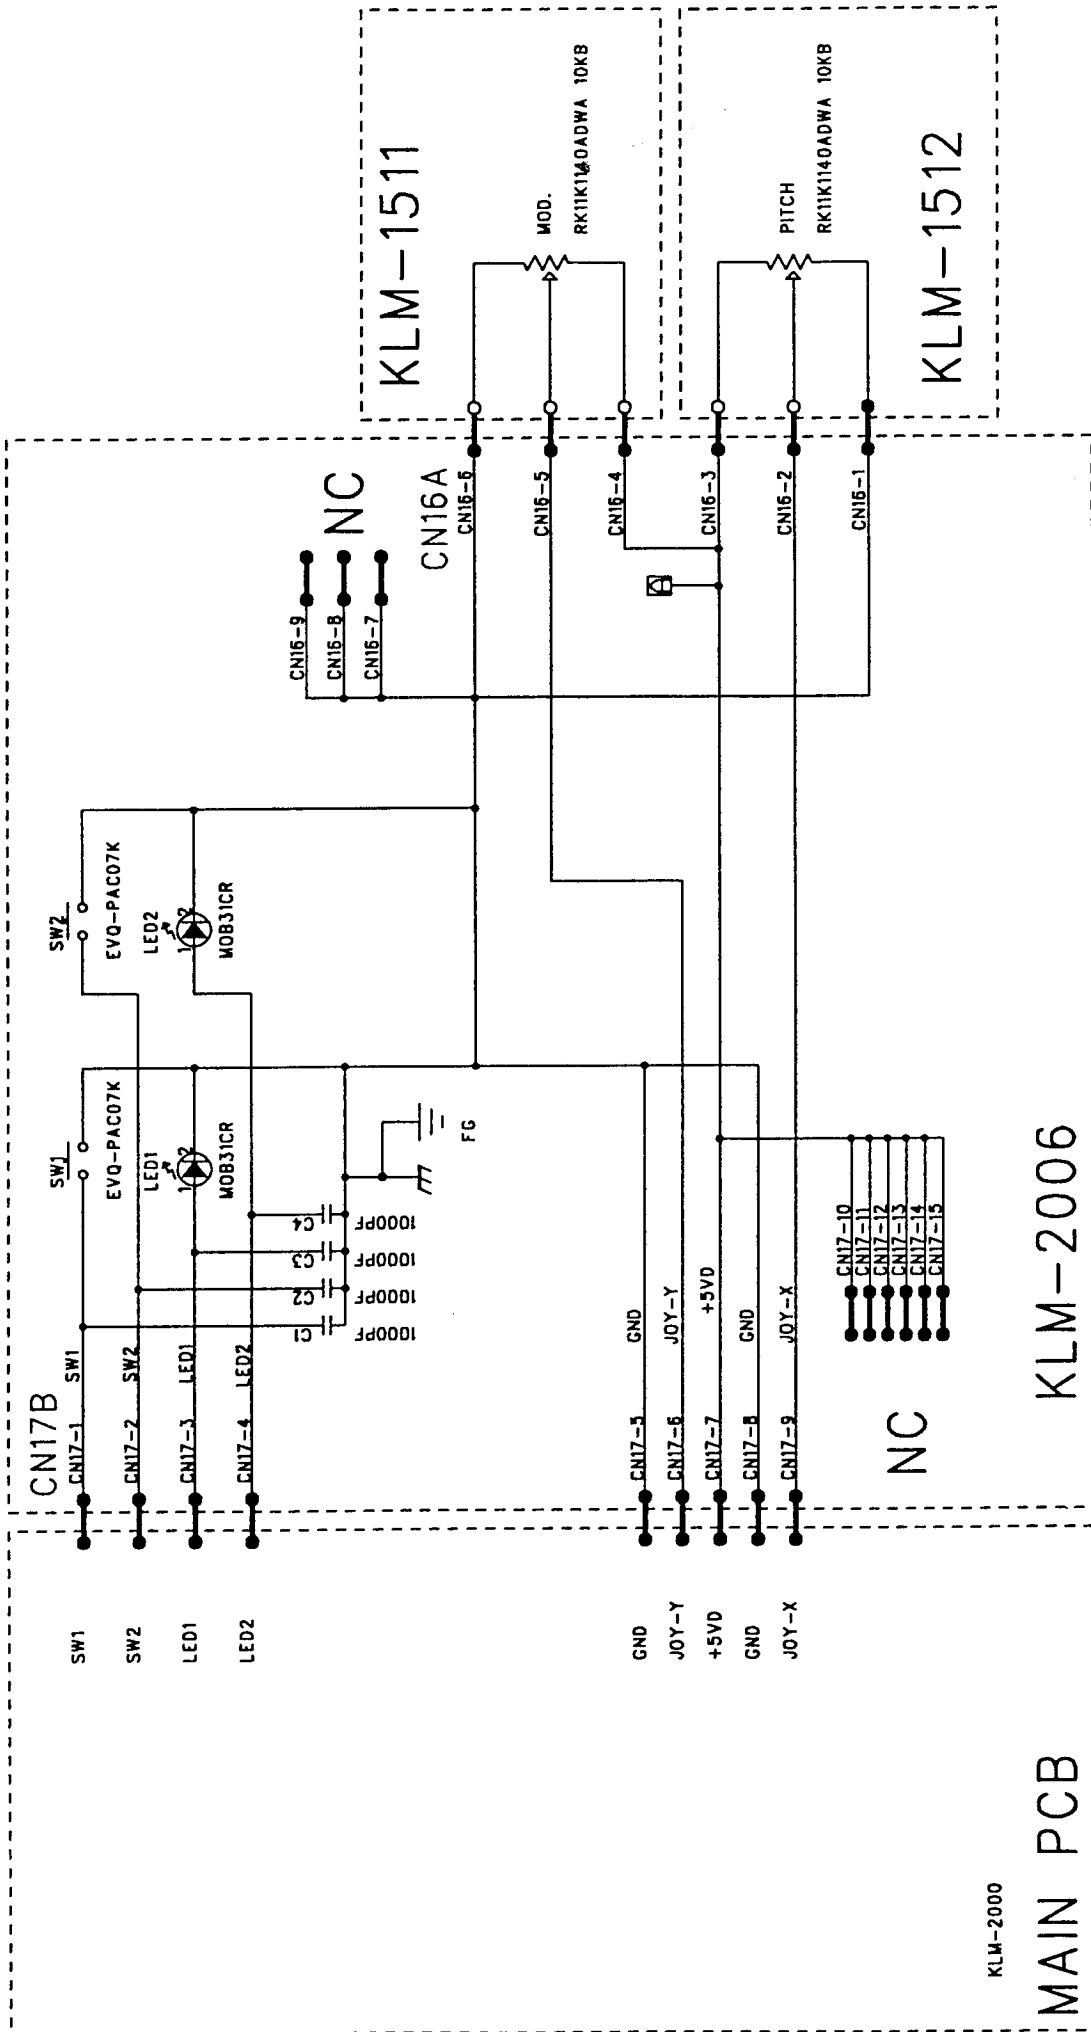 KLM-1511
MOD.
RK11K1140ADWA 10KB
KLM-1512
PITCH
RK11K1140ADWA 10KB
NC
CN16A
CN16-9
CN16-8
CN16-7
CN16-6
CN16-5
CN16-4
CN16-3
CN16-2
CN16-1
SW2
EVQ-PAC07K
LED2
1 2
MOB31CR
SW1
EVQ-PAC07K
LED1
1 2
MOB31CR
FG
C4
1000PF
C3
1000PF
C2
1000PF
C1
1000PF
CN17B
CN17-1 SW1
CN17-2 SW2
CN17-3 LED1
CN17-4 LED2
CN17-5 GND
CN17-6 JOY-Y
CN17-7 +5VD
CN17-8 GND
CN17-9 JOY-X
CN17-10
CN17-11
CN17-12
CN17-13
CN17-14
CN17-15
NC
KLM-2006
SW1
SW2
LED1
LED2
GND
JOY-Y
+5VD
GND
JOY-X
KLM-2000
MAIN PCB